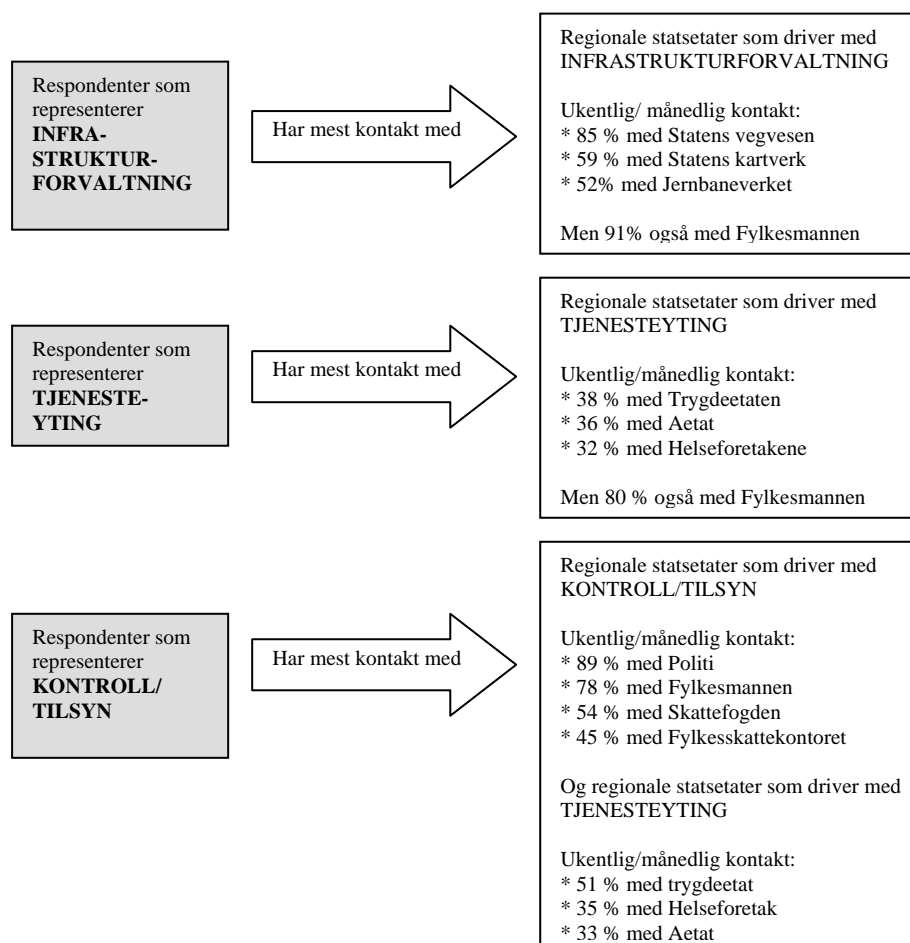 Respondenter som
representerer
INFRA-
STRUKTUR-
FORVALTNING
Har mest kontakt med
Regionale statsetater som driver med
INFRASTRUKTURFORVALTNING
Ukentlig/ månedlig kontakt:
* 85 % med Statens vegvesen
* 59 % med Statens kartverk
* 52% med Jernbaneverket
Men 91% også med Fylkesmannen
Respondenter som
representerer
TJENESTE-
YTING
Har mest kontakt med
Regionale statsetater som driver med
TJENESTEYTING
Ukentlig/månedlig kontakt:
* 38 % med Trygdeetaten
* 36 % med Aetat
* 32 % med Helseforetakene
Men 80 % også med Fylkesmannen
Respondenter som
representerer
KONTROLL/
TILSYN
Har mest kontakt med
Regionale statsetater som driver med
KONTROLL/TILSYN
Ukentlig/månedlig kontakt:
* 89 % med Politi
* 78 % med Fylkesmannen
* 54 % med Skattefogden
* 45 % med Fylkesskattekontoret
Og regionale statsetater som driver med
TJENESTEYTING
Ukentlig/månedlig kontakt:
* 51 % med trygdeetat
* 35 % med Helseforetak
* 33 % med Aetat